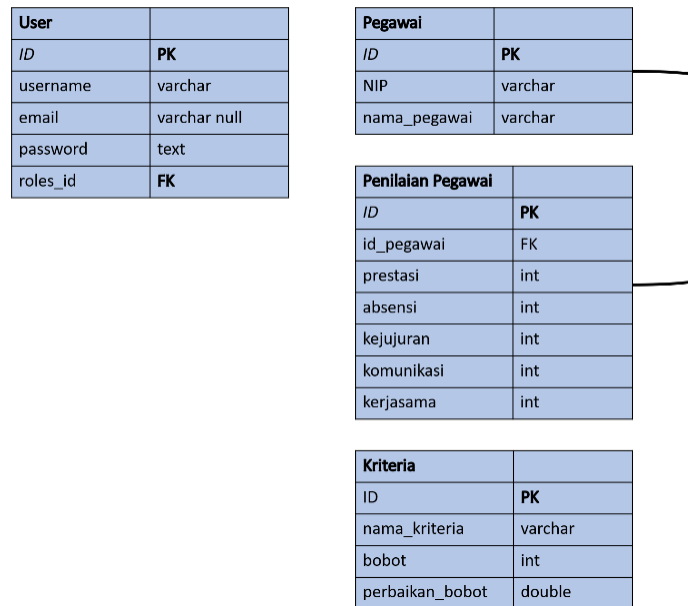 User
ID PK
username varchar
email varchar null
password text
roles_id FK
Pegawai
ID PK
NIP varchar
nama_pegawai varchar
Penilaian Pegawai
ID PK
id_pegawai FK
prestasi int
absensi int
kejujuran int
komunikasi int
kerjasama int
Kriteria
ID PK
nama_kriteria varchar
bobot int
perbaikan_bobot double